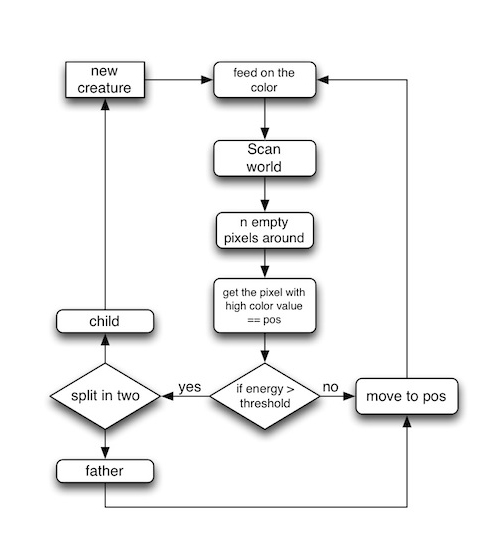 new
creature
feed on the
color
Scan
world
n empty
pixels around
get the pixel with
high color value
== pos
child
split in two
yes
if energy >
threshold
no
move to pos
father